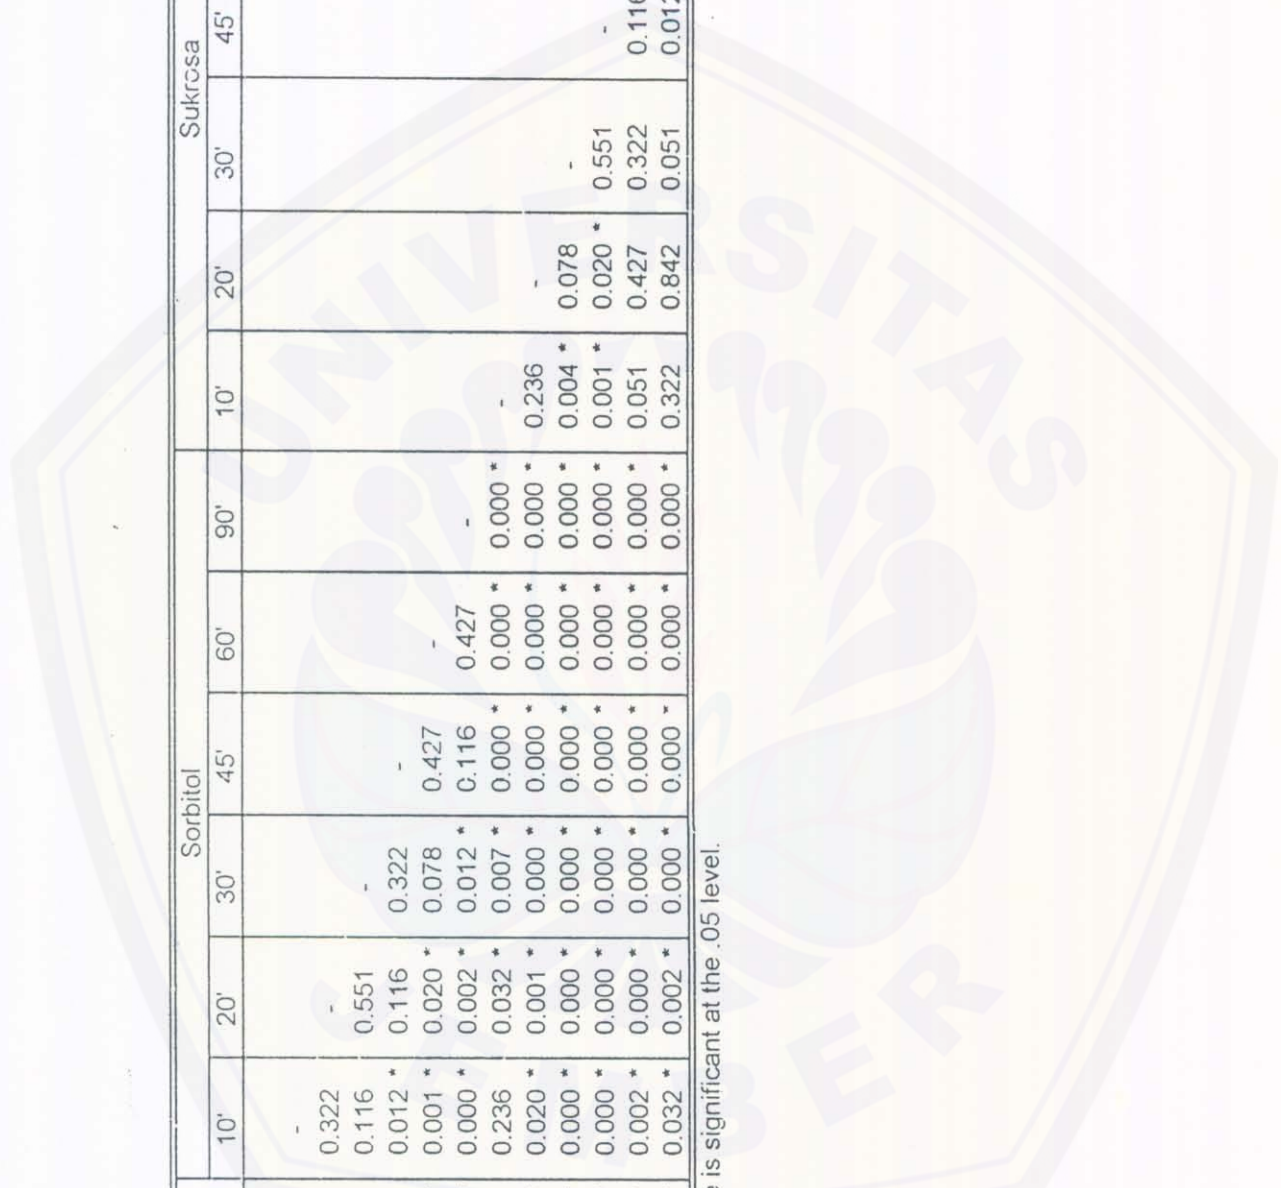 Sorbitol Sukrosa
10' 20' 30' 45' 60' 90' 10' 20' 30' 45'
-
0.322 -
0.116 0.551 -
0.012 * 0.116 0.322 -
0.001 * 0.020 * 0.078 0.427 -
0.000 * 0.002 * 0.012 * 0.116 0.427 -
0.236 0.032 * 0.007 * 0.000 * 0.000 * 0.000 * -
0.020 * 0.001 * 0.000 * 0.000 * 0.000 * 0.000 * 0.236 -
0.000 * 0.000 * 0.000 * 0.000 * 0.000 * 0.000 * 0.004 * 0.078 -
0.000 * 0.000 * 0.000 * 0.000 * 0.000 * 0.000 * 0.001 * 0.020 * 0.551 -
0.002 * 0.000 * 0.000 * 0.000 * 0.000 * 0.000 * 0.051 0.427 0.322 0.116
0.032 * 0.002 * 0.000 * 0.000 * 0.000 * 0.000 * 0.322 0.842 0.051 0.012
is significant at the .05 level.
UNIVERSITAS
JEMBER